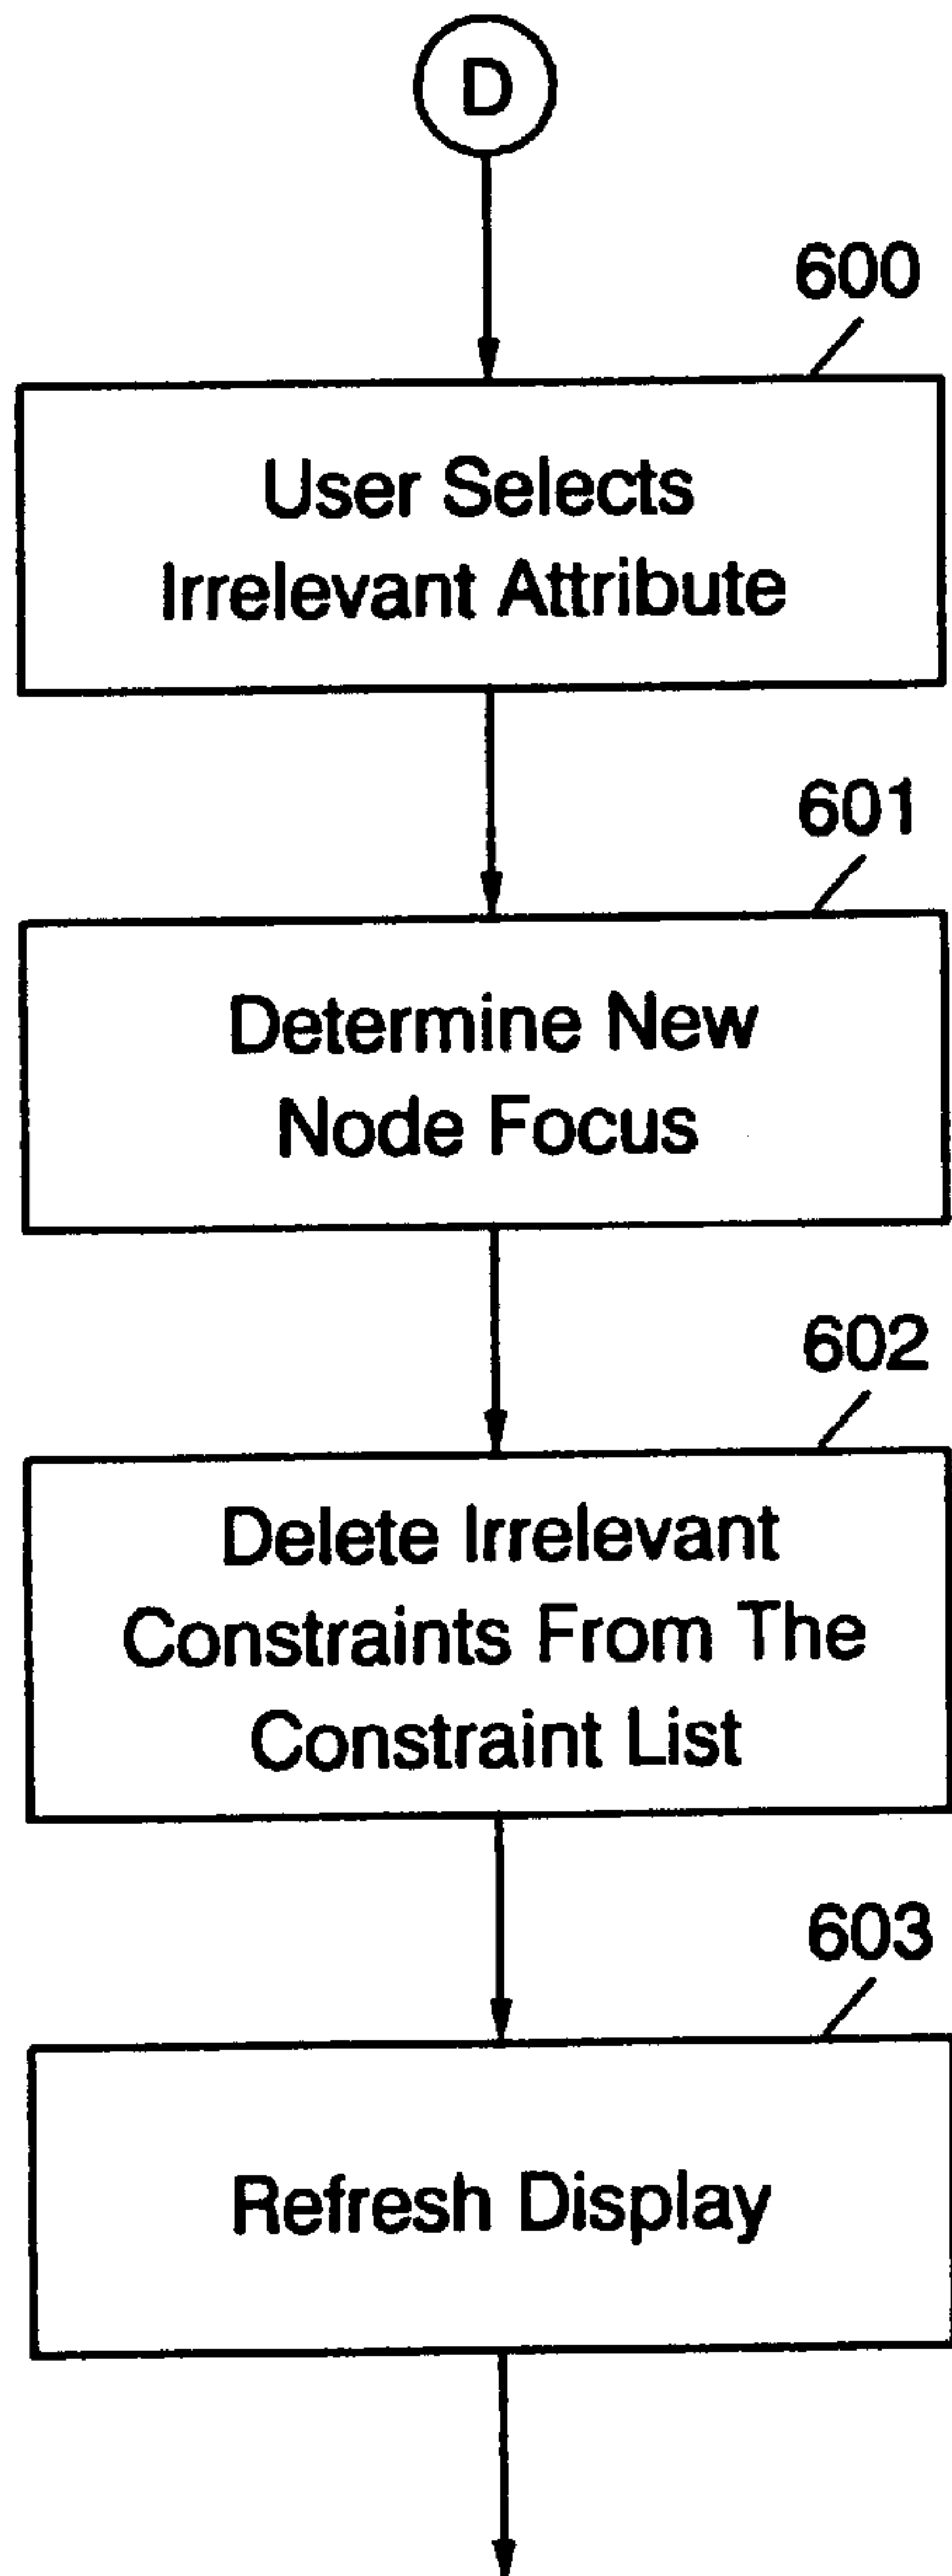 D
600
User Selects
Irrelevant Attribute
601
Determine New
Node Focus
602
Delete Irrelevant
Constraints From The
Constraint List
603
Refresh Display